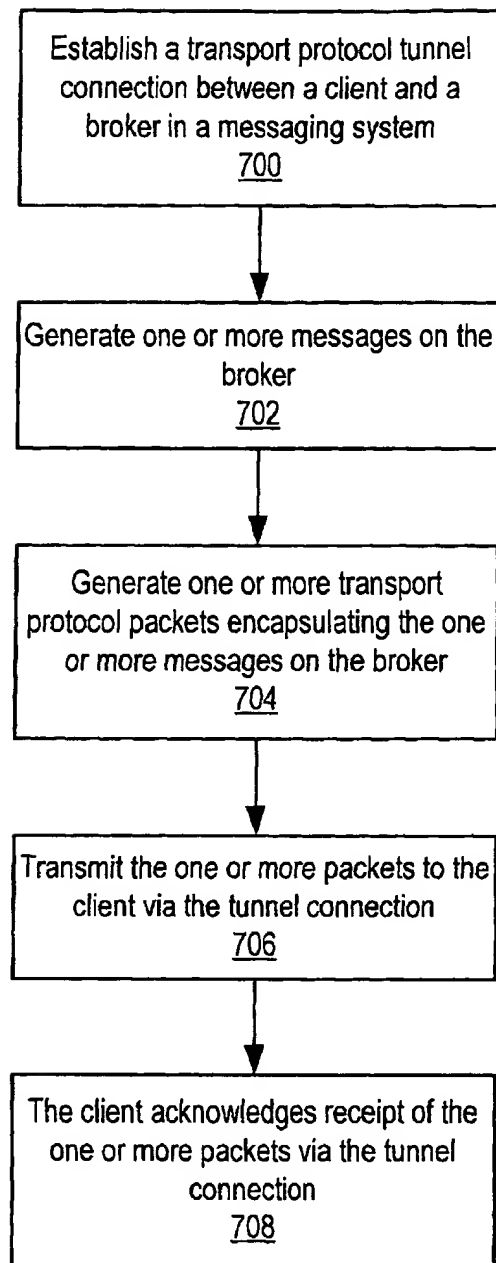 Establish a transport protocol tunnel
connection between a client and a
broker in a messaging system
700
Generate one or more messages on the
broker
702
Generate one or more transport
protocol packets encapsulating the one
or more messages on the broker
704
Transmit the one or more packets to the
client via the tunnel connection
706
The client acknowledges receipt of the
one or more packets via the tunnel
connection
708